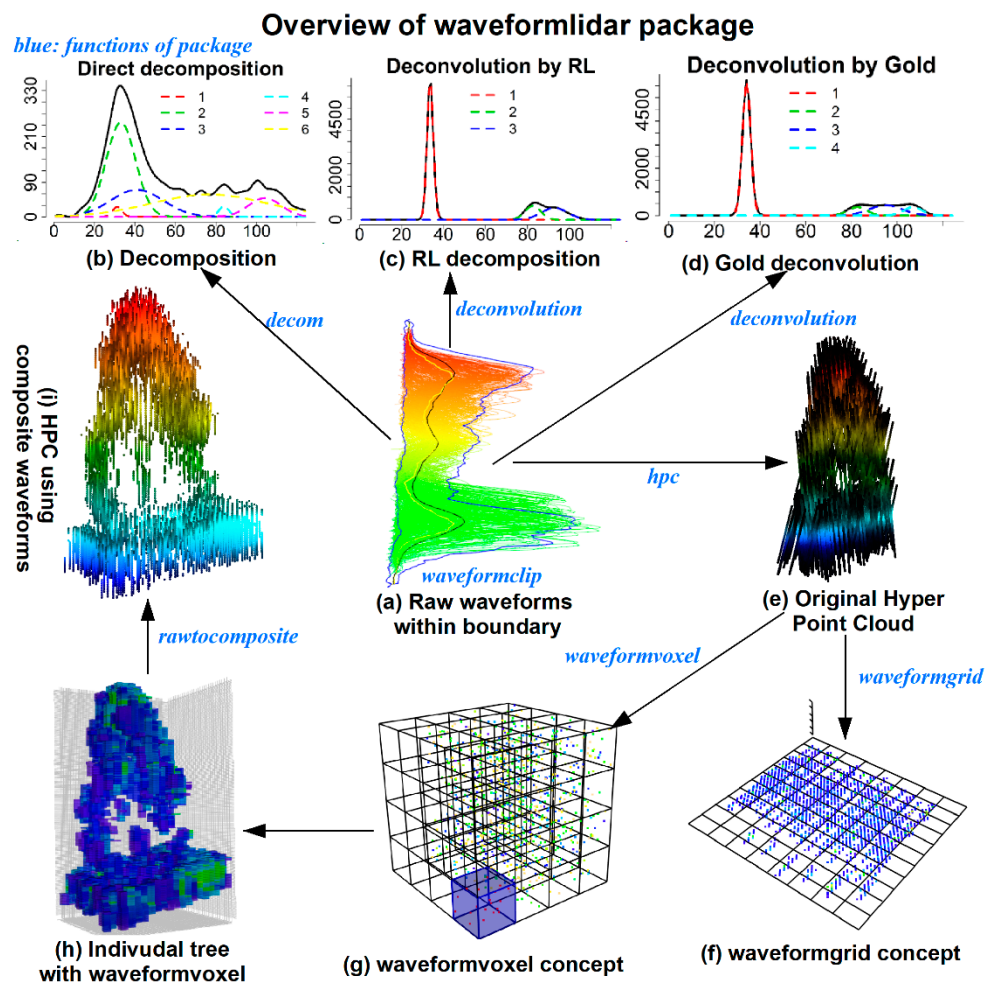 Overview of waveformlidar package
blue: functions of package
Direct decomposition
330
210
90
0
1
2
3
4
5
6
0 20 40 60 80 100
(b) Decomposition
Deconvolution by RL
4500
2000
0
1
2
3
0 20 40 60 80 100
(c) RL decomposition
Deconvolution by Gold
4500
2000
0
1
2
3
4
0 20 40 60 80 100
(d) Gold deconvolution
decom
deconvolution
deconvolution
(i) HPC using
composite waveforms
hpc
waveformclip
(a) Raw waveforms
within boundary
(e) Original Hyper
Point Cloud
rawtocomposite
waveformvoxel
waveformgrid
(h) Indivudal tree
with waveformvoxel
(g) waveformvoxel concept
(f) waveformgrid concept